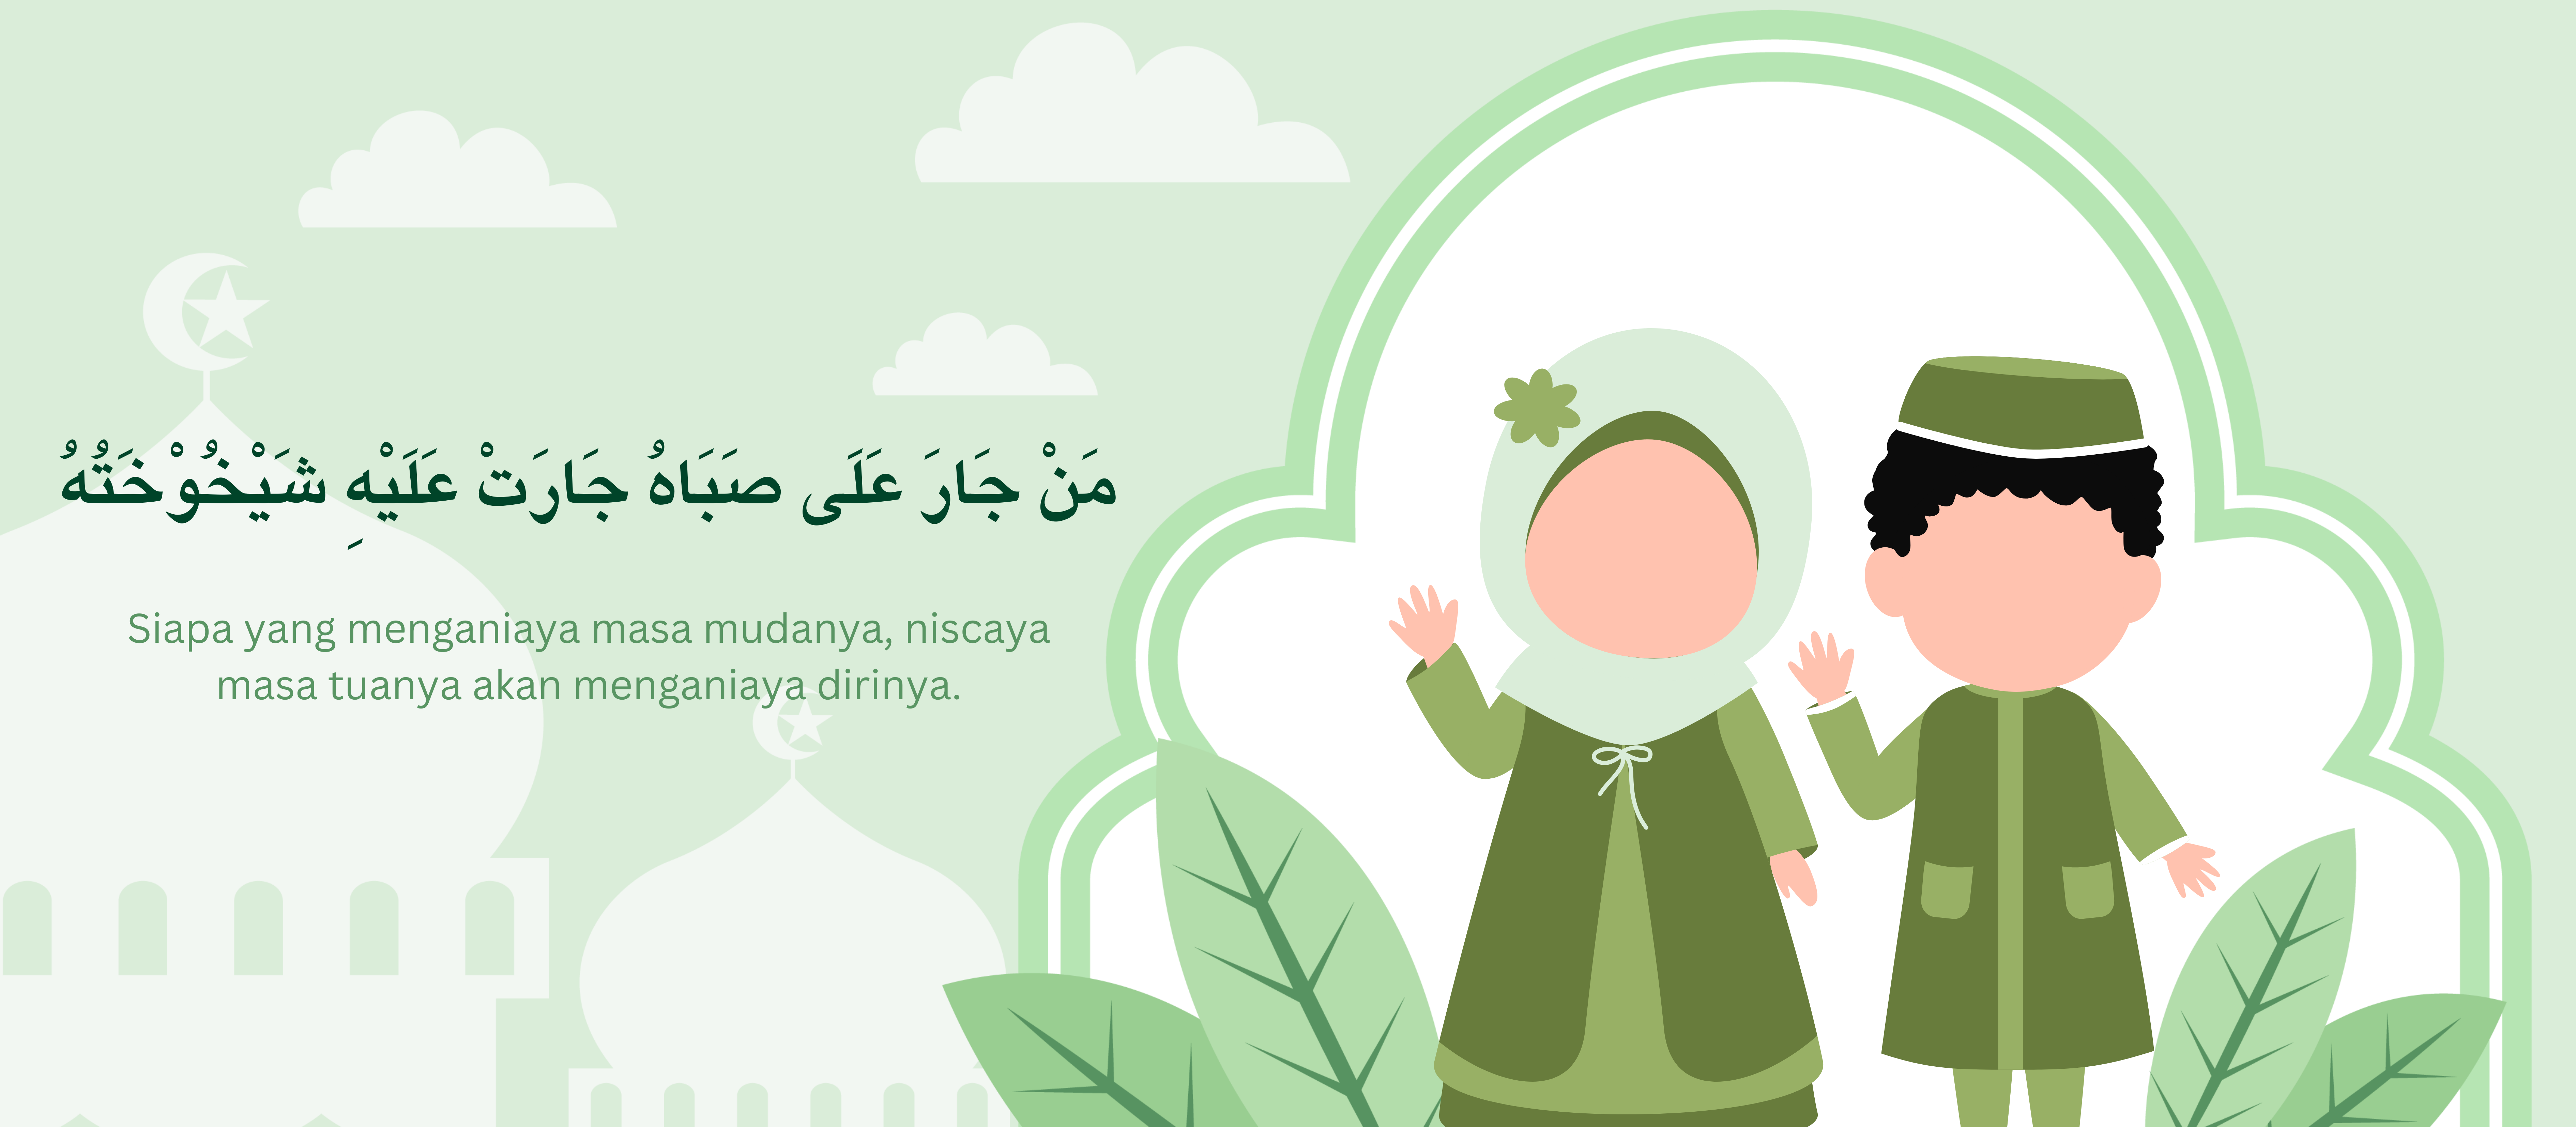 مَنْ جَارَ عَلَى صَبَاهُ جَارَتْ عَلَيْهِ شَيْخُوْخَتُهُ
Siapa yang menganiaya masa mudanya, niscaya
masa tuanya akan menganiaya dirinya.